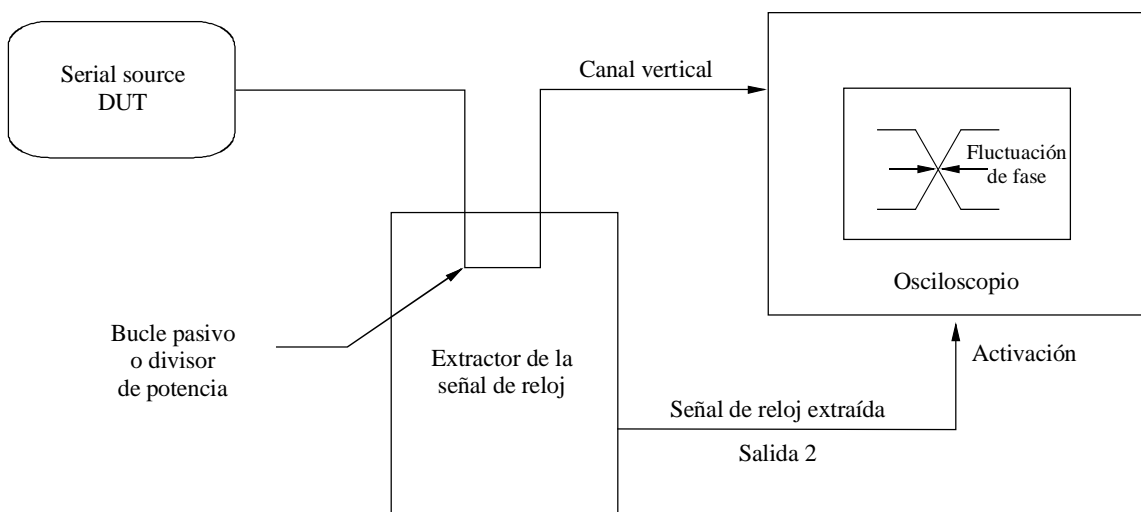 Serial source
DUT
Canal vertical
Fluctuación
de fase
Osciloscopio
Bucle pasivo
o divisor
de potencia
Extractor de la
señal de reloj
Activación
Señal de reloj extraída
Salida 2